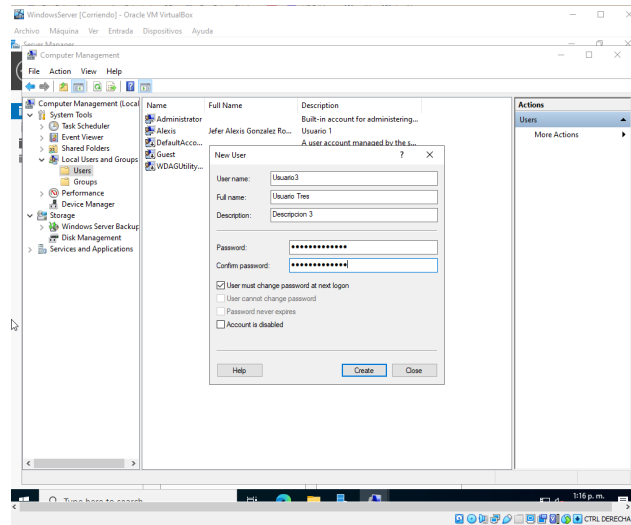 WindowsServer [Corriendo] - Oracle VM VirtualBox
Archivo Máquina Ver Entrada Dispositivos Ayuda
Server Manager
Computer Management
File Action View Help
Computer Management (Local
System Tools
Task Scheduler
Event Viewer
Shared Folders
Local Users and Groups
Users
Groups
Performance
Device Manager
Storage
Windows Server Backup
Disk Management
Services and Applications
Name Full Name Description
Administrator Built-in account for administering...
Alexis Jefer Alexis Gonzalez Ro... Usuario 1
DefaultAcco... A user account managed by the s...
Guest
WDAGUtility...
Actions
Users
More Actions
New User ? X
User name: Usuario3
Full name: Usuario Tres
Description: Descripcion 3
Password: •••••••••••••
Confirm password: •••••••••••••
User must change password at next logon
User cannot change password
Password never expires
Account is disabled
Help Create Close
Type here to search
1:16 p. m.
CTRL DERECHA